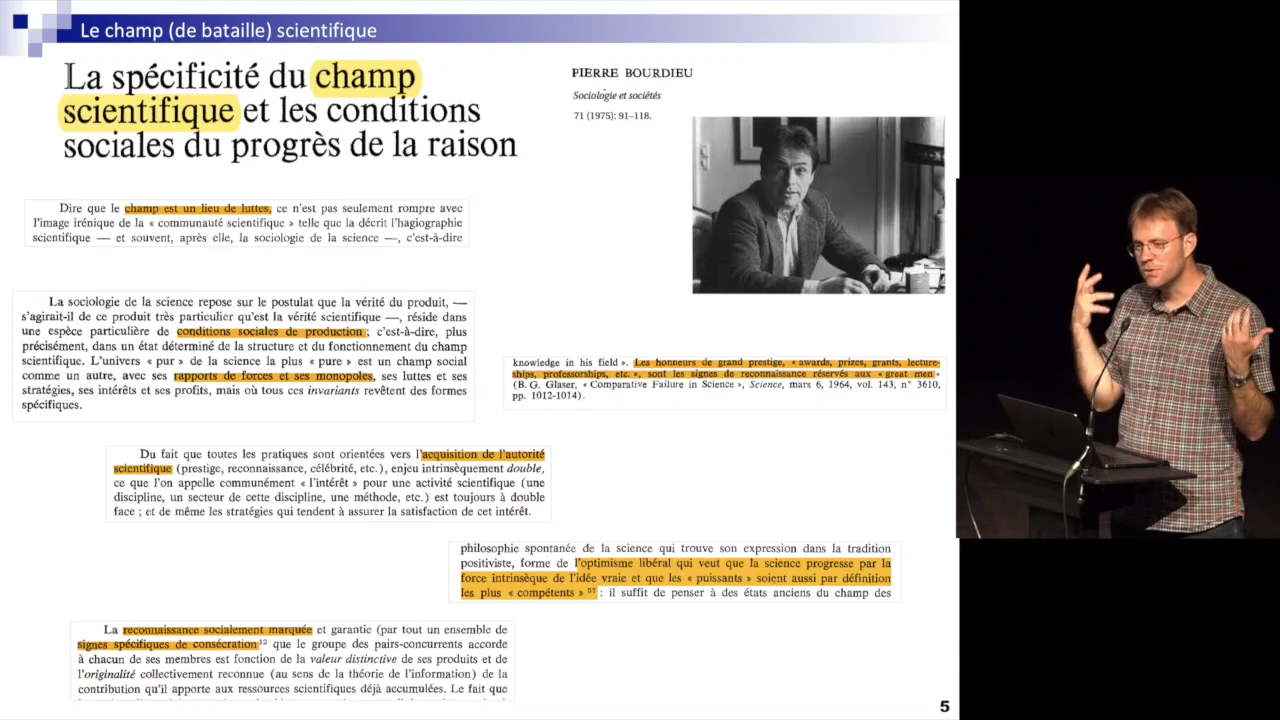 Le champ (de bataille) scientifique
La spécificité du champ
scientifique et les conditions
sociales du progrès de la raison
PIERRE BOURDIEU
Sociologie et sociétés
71 (1975): 91–118.
Dire que le champ est un lieu de luttes, ce n'est pas seulement rompre avec
l'image irénique de la « communauté scientifique » telle que la décrit l'hagiographie
scientifique — et souvent, après elle, la sociologie de la science —, c'est-à-dire
La sociologie de la science repose sur le postulat que la vérité du produit, —
s'agirait-il de ce produit très particulier qu'est la vérité scientifique —, réside dans
une espèce particulière de conditions sociales de production ; c'est-à-dire, plus
précisément, dans un état déterminé de la structure et du fonctionnement du champ
scientifique. L'univers « pur » de la science la plus « pure » est un champ social
comme un autre, avec ses rapports de forces et ses monopoles, ses luttes et ses
stratégies, ses intérêts et ses profits, mais où tous ces invariants revêtent des formes
spécifiques.
knowledge in his field ». Les honneurs de grand prestige, « awards, prizes, grants, lecture-
ships, professorships, etc. », sont les signes de reconnaissance réservés aux « great men »
(B. G. Glaser, « Comparative Failure in Science », Science, mars 6, 1964, vol. 143, n° 3610,
pp. 1012-1014).
Du fait que toutes les pratiques sont orientées vers l'acquisition de l'autorité
scientifique (prestige, reconnaissance, célébrité, etc.), enjeu intrinsèquement double,
ce que l'on appelle communément « l'intérêt » pour une activité scientifique (une
discipline, un secteur de cette discipline, une méthode, etc.) est toujours à double
face ; et de même les stratégies qui tendent à assurer la satisfaction de cet intérêt.
philosophie spontanée de la science qui trouve son expression dans la tradition
positiviste, forme de l'optimisme libéral qui veut que la science progresse par la
force intrinsèque de l'idée vraie et que les « puissants » soient aussi par définition
les plus « compétents » 57 : il suffit de penser à des états anciens du champ des
La reconnaissance socialement marquée et garantie (par tout un ensemble de
signes spécifiques de consécration 12 que le groupe des pairs-concurrents accorde
à chacun de ses membres est fonction de la valeur distinctive de ses produits et de
l'originalité collectivement reconnue (au sens de la théorie de l'information) de la
contribution qu'il apporte aux ressources scientifiques déjà accumulées. Le fait que
5